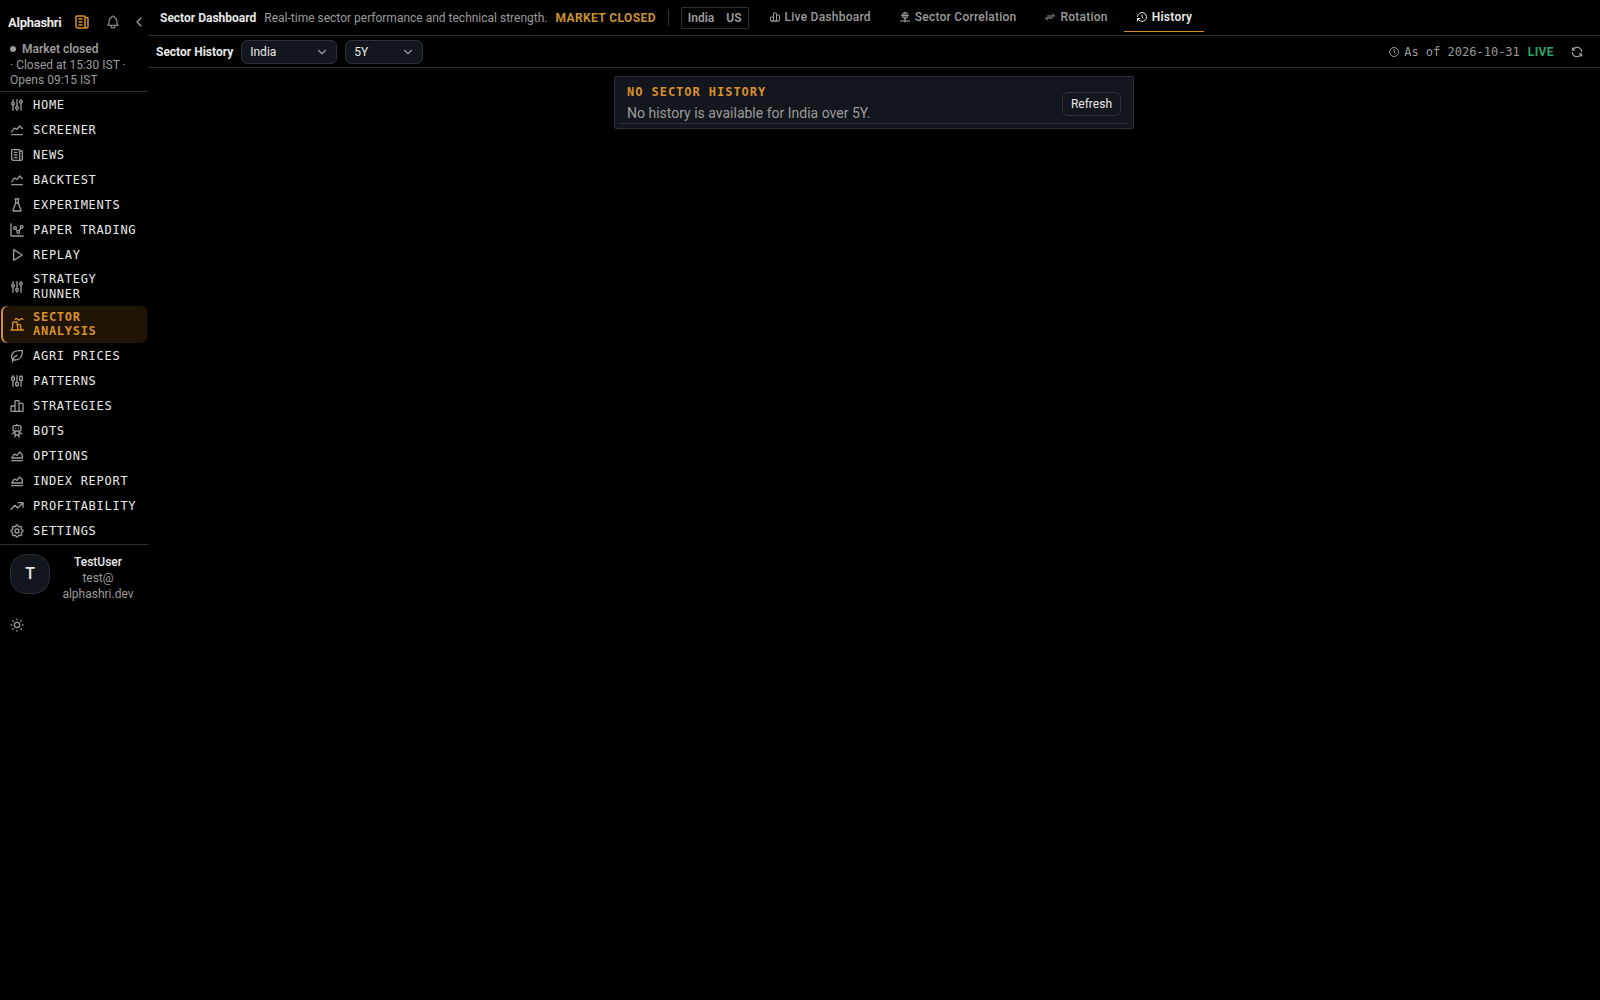 Alphashri
Market closed
· Closed at 15:30 IST ·
Opens 09:15 IST
HOME
SCREENER
NEWS
BACKTEST
EXPERIMENTS
PAPER TRADING
REPLAY
STRATEGY
RUNNER
SECTOR
ANALYSIS
AGRI PRICES
PATTERNS
STRATEGIES
BOTS
OPTIONS
INDEX REPORT
PROFITABILITY
SETTINGS
T
TestUser
test@
alphashri.dev
Sector Dashboard Real-time sector performance and technical strength. MARKET CLOSED India US Live Dashboard Sector Correlation Rotation History
Sector History India 5Y As of 2026-10-31 LIVE
NO SECTOR HISTORY
No history is available for India over 5Y.
Refresh